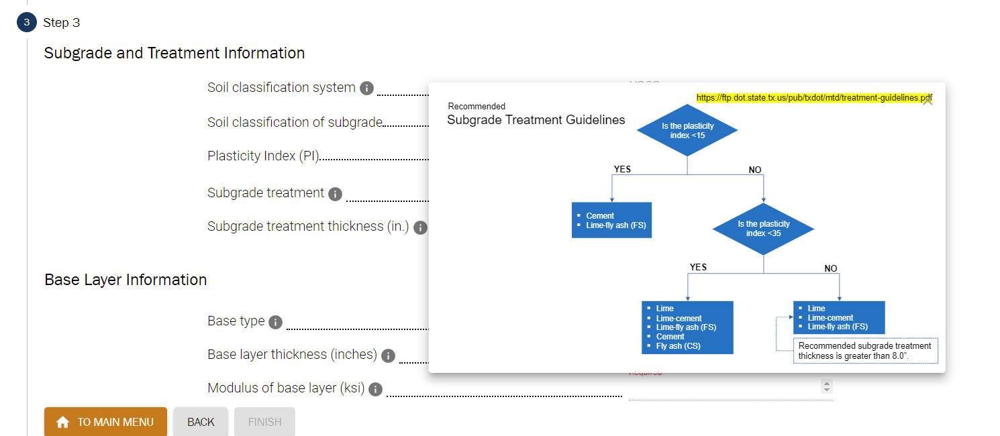 3 Step 3
Subgrade and Treatment Information
Soil classification system i
Soil classification of subgrade
Plasticity Index (PI)
Subgrade treatment i
Subgrade treatment thickness (in.) i
Base Layer Information
Base type i
Base layer thickness (inches) i
Modulus of base layer (ksi) i
TO MAIN MENU
BACK
FINISH
https://ftp.dot.state.tx.us/pub/txdot/mtd/treatment-guidelines.pdf
Recommended
Subgrade Treatment Guidelines
Is the plasticity
index <15
YES
NO
▪ Cement
▪ Lime-fly ash (FS)
Is the plasticity
index <35
YES
NO
▪ Lime
▪ Lime-cement
▪ Lime-fly ash (FS)
▪ Cement
▪ Fly ash (CS)
▪ Lime
▪ Lime-cement
▪ Lime-fly ash (FS)
Recommended subgrade treatment
thickness is greater than 8.0”.
Required